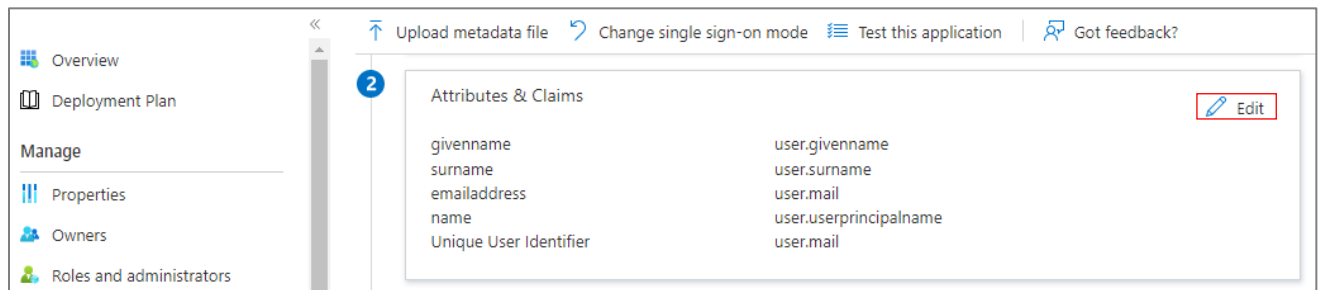 Upload metadata file Change single sign-on mode Test this application Got feedback?
Overview
Deployment Plan
Manage
Properties
Owners
Roles and administrators
2
Attributes & Claims
Edit
givenname user.givenname
surname user.surname
emailaddress user.mail
name user.userprincipalname
Unique User Identifier user.mail